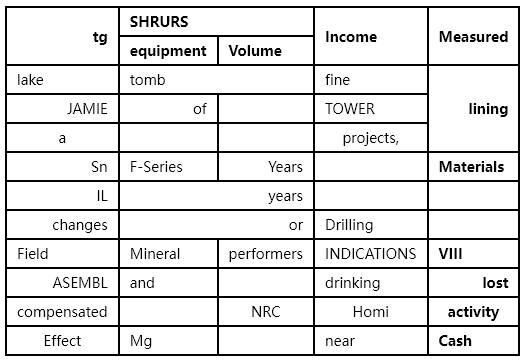 tg SHRURS Income Measured
equipment Volume
lake tomb fine lining
JAMIE of TOWER
a projects,
Sn F-Series Years Materials
IL years
changes or Drilling
Field Mineral performers INDICATIONS VIII
ASEMBL and drinking lost
compensated NRC Homi activity
Effect Mg near Cash